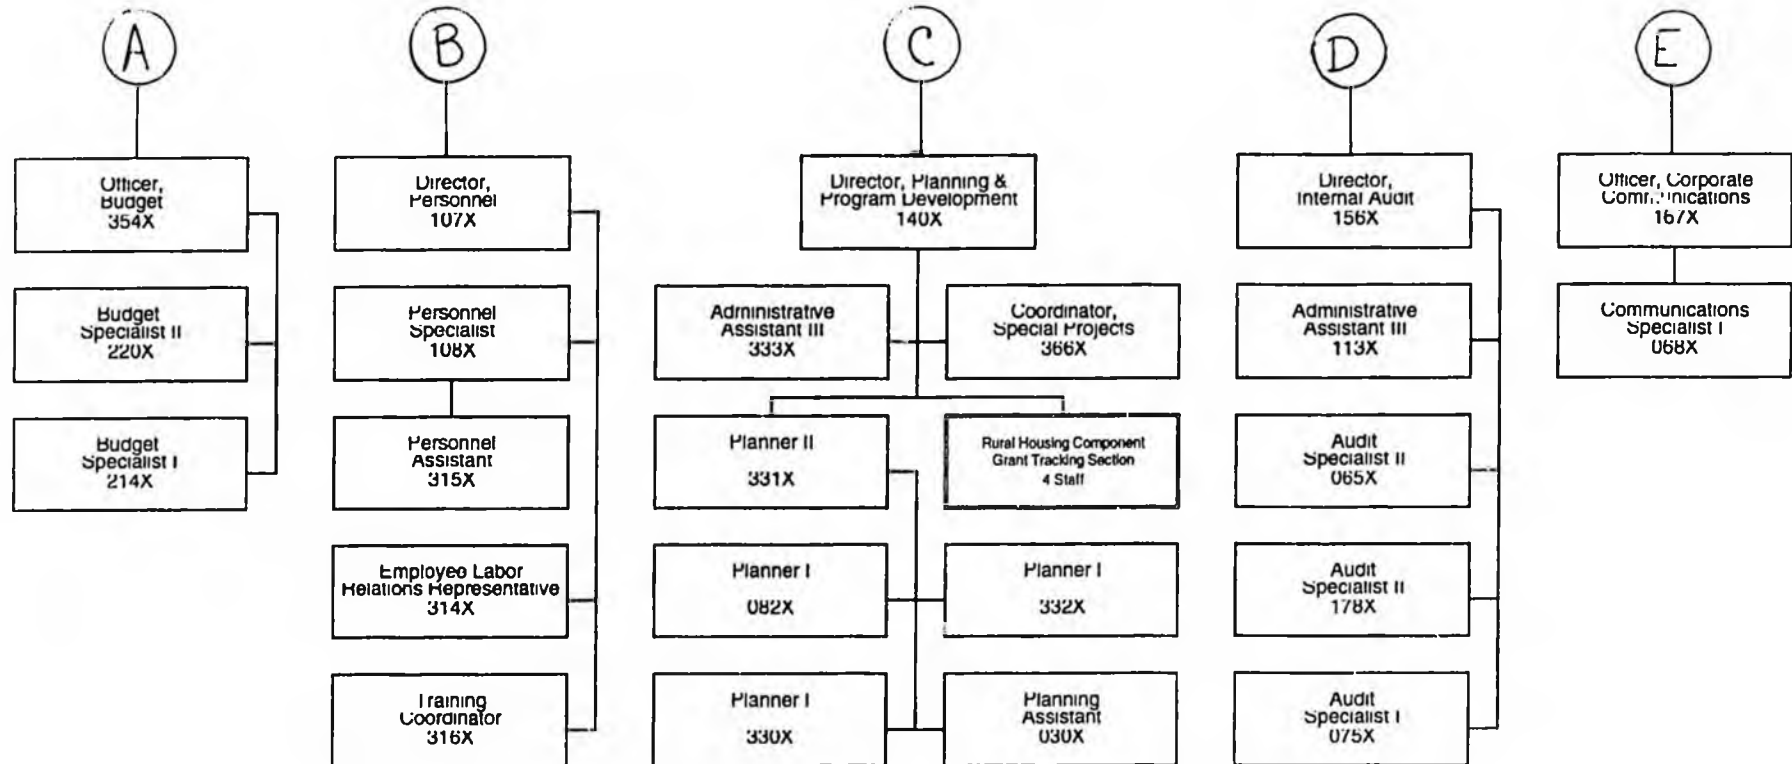 A
B
C
D
E
Officer,
Budget
354X
Budget
Specialist II
220X
Budget
Specialist I
214X
Director,
Personnel
107X
Personnel
Specialist
108X
Personnel
Assistant
315X
Employee Labor
Relations Representative
314X
Training
Coordinator
316X
Director, Planning &
Program Development
140X
Administrative
Assistant III
333X
Coordinator,
Special Projects
366X
Planner II
331X
Rural Housing Component
Grant Tracking Section
4 Staff
Planner I
082X
Planner I
332X
Planner I
330X
Planning
Assistant
030X
Director,
Internal Audit
156X
Administrative
Assistant III
113X
Audit
Specialist II
065X
Audit
Specialist II
178X
Audit
Specialist I
075X
Officer, Corporate
Communications
167X
Communications
Specialist I
068X